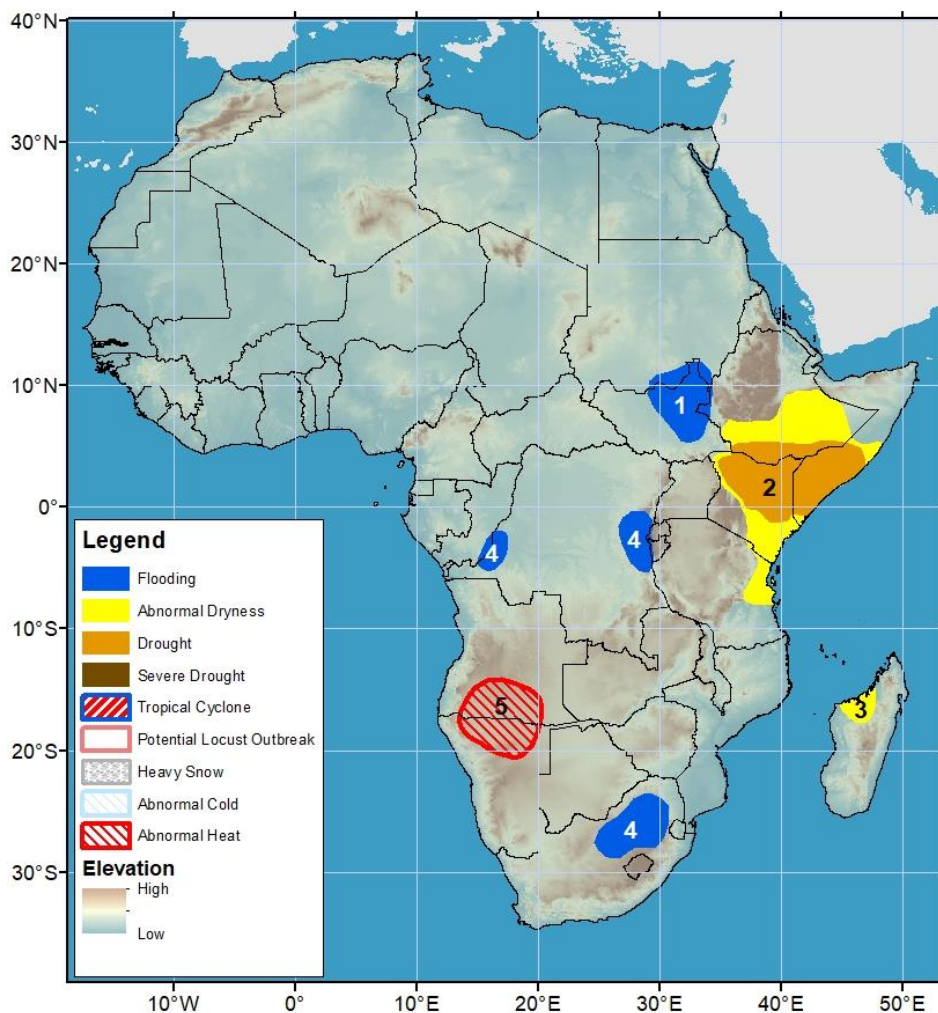 40°N
30°N
20°N
10°N
0°
10°S
20°S
30°S
1
2
4
4
3
5
4
Legend
Flooding
Abnormal Dryness
Drought
Severe Drought
Tropical Cyclone
Potential Locust Outbreak
Heavy Snow
Abnormal Cold
Abnormal Heat
Elevation
High
Low
10°W
0°
10°E
20°E
30°E
40°E
50°E